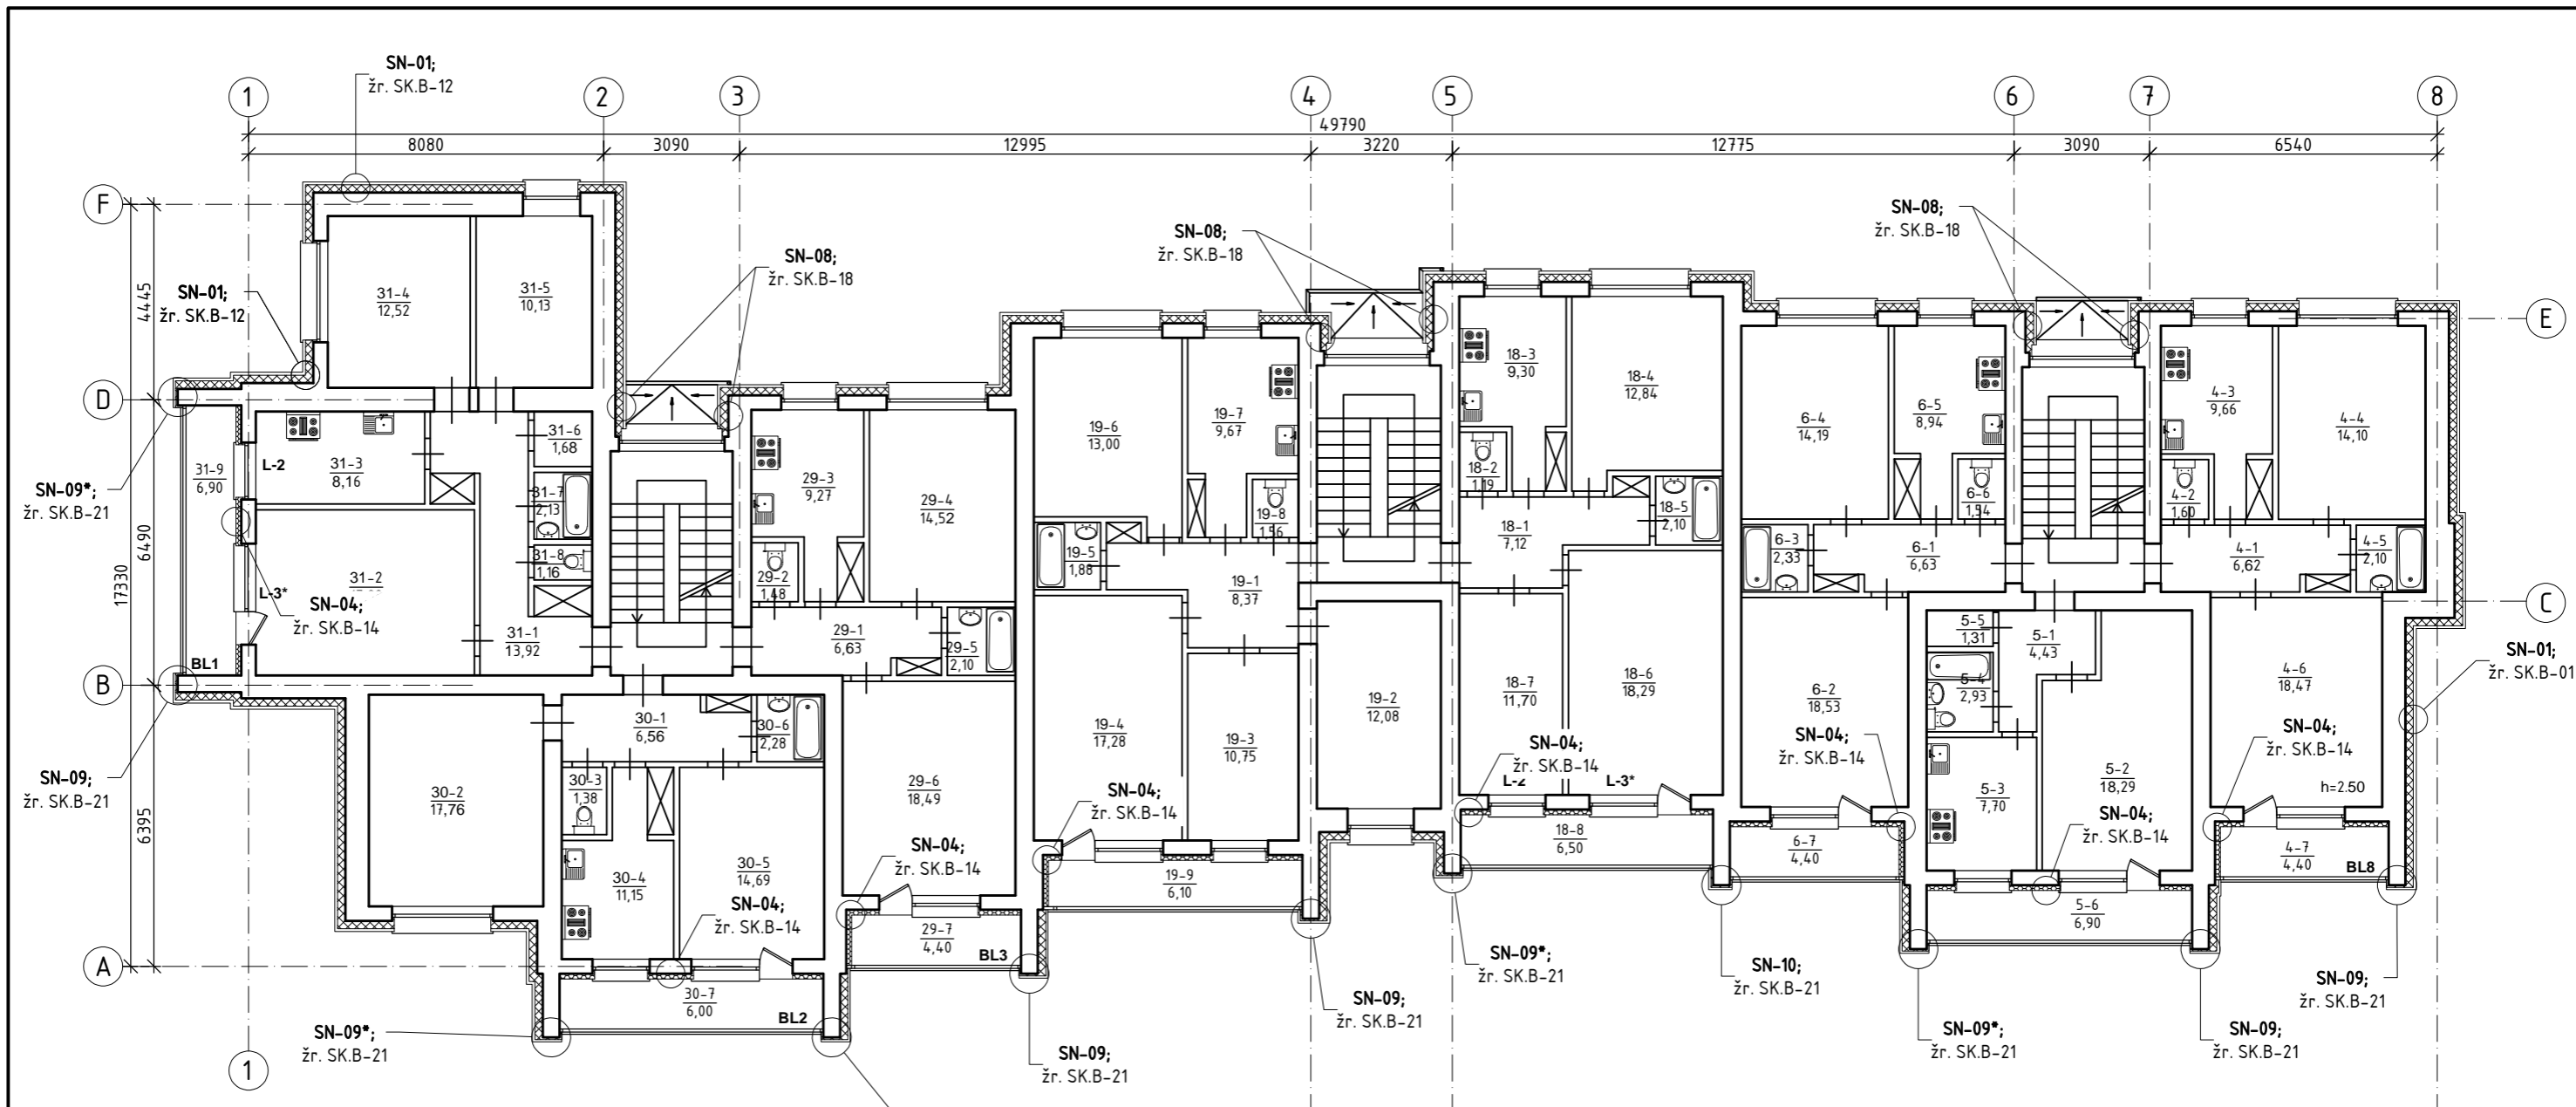 SN-01;
žr. SK.B-12
1
2
3
4
5
6
7
8
49790
8080
3090
12995
3220
12775
3090
6540
F
D
B
A
E
C
4445
6490
6395
17330
SN-01;
žr. SK.B-12
SN-08;
žr. SK.B-18
SN-08;
žr. SK.B-18
SN-08;
žr. SK.B-18
31-4
12,52
31-5
10,13
31-3
8,16
31-6
1,68
31-7
2,13
31-8
1,16
31-9
6,90
31-2
31-1
13,92
L-2
L-3*
BL1
SN-04;
žr. SK.B-14
SN-09*;
žr. SK.B-21
SN-09;
žr. SK.B-21
30-1
6,56
30-6
2,28
30-2
17,76
30-3
1,38
30-4
11,15
30-5
14,69
30-7
6,00
BL2
SN-04;
žr. SK.B-14
SN-09*;
žr. SK.B-21
29-3
9,27
29-4
14,52
29-2
1,48
29-1
6,63
29-5
2,10
29-6
18,49
29-7
4,40
BL3
SN-04;
žr. SK.B-14
SN-09;
žr. SK.B-21
19-6
13,00
19-7
9,67
19-8
1,56
19-5
1,88
19-1
8,37
19-4
17,28
19-3
10,75
19-2
12,08
19-9
6,10
SN-04;
žr. SK.B-14
SN-09;
žr. SK.B-21
18-3
9,30
18-4
12,84
18-2
1,19
18-5
2,10
18-1
7,12
18-7
11,70
18-6
18,29
18-8
6,50
L-2
L-3*
SN-04;
žr. SK.B-14
SN-09*;
žr. SK.B-21
SN-10;
žr. SK.B-21
6-4
14,19
6-5
8,94
6-6
1,54
6-3
2,33
6-1
6,63
6-2
18,53
6-7
4,40
SN-04;
žr. SK.B-14
5-5
1,31
5-1
4,43
5-4
2,93
5-3
7,70
5-2
18,29
5-6
6,90
SN-04;
žr. SK.B-14
SN-09*;
žr. SK.B-21
SN-09;
žr. SK.B-21
4-3
9,66
4-4
14,10
4-2
1,60
4-1
6,62
4-5
2,10
4-6
18,47
h=2.50
4-7
4,40
BL8
SN-04;
žr. SK.B-14
SN-01;
žr. SK.B-01
SN-09;
žr. SK.B-21
1